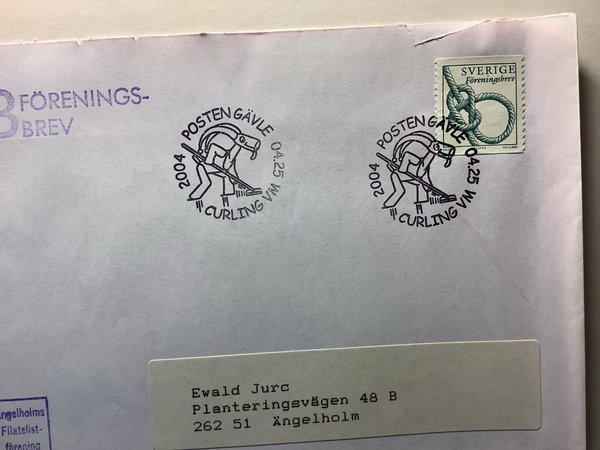 B FÖRENINGS-
BREV
POSTEN GÄVLE
2004
04.25
CURLING VM
POSTEN GÄVLE
2004
04.25
CURLING VM
SVERIGE
Föreningsbrev
Ewald Jurc
Planteringsvägen 48 B
262 51 Ängelholm
Ängelholms
Filatelist-
förening